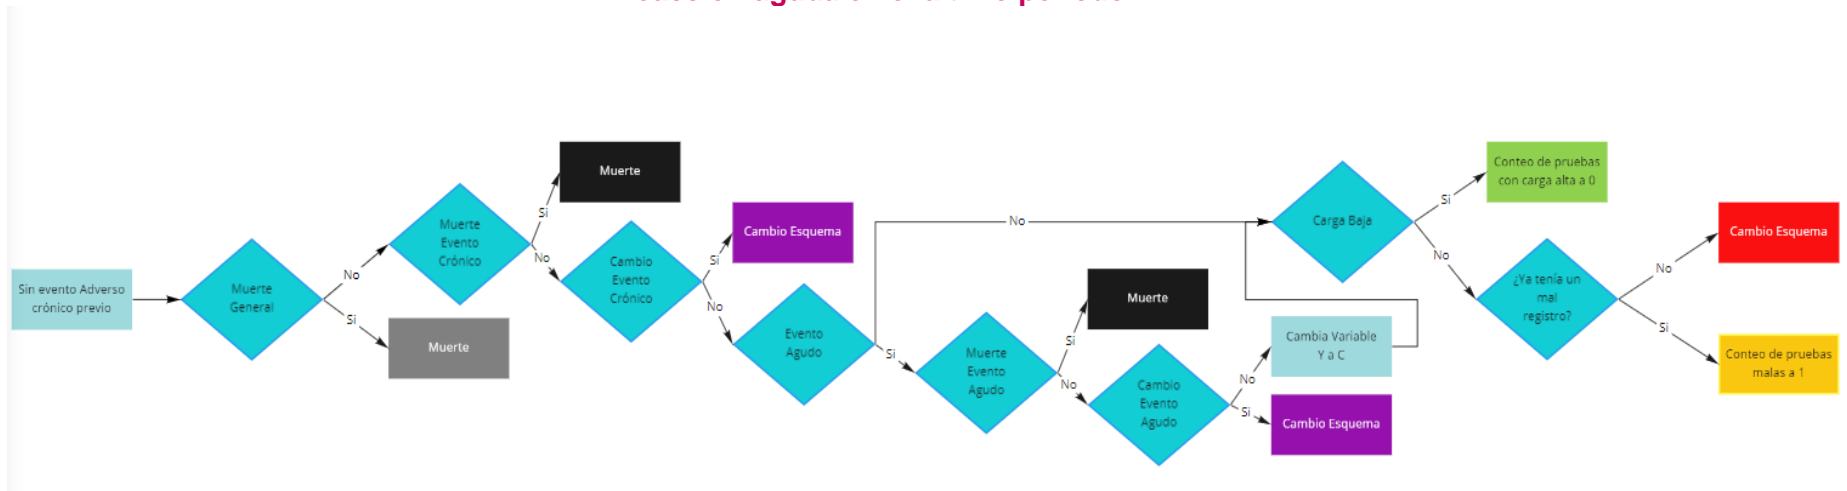 Sin evento Adverso
crónico previo
Muerte
General
No
Si
Muerte
Muerte
Evento
Crónico
Si
No
Muerte
Cambio
Evento
Crónico
Si
No
Cambio Esquema
Evento
Agudo
No
Si
Muerte
Evento
Agudo
Si
No
Muerte
Cambio
Evento
Agudo
No
Si
Cambia Variable
Y a C
Cambio Esquema
Carga Baja
Si
No
Conteo de pruebas
con carga alta a 0
¿Ya tenía un
mal
registro?
No
Si
Cambio Esquema
Conteo de pruebas
malas a 1